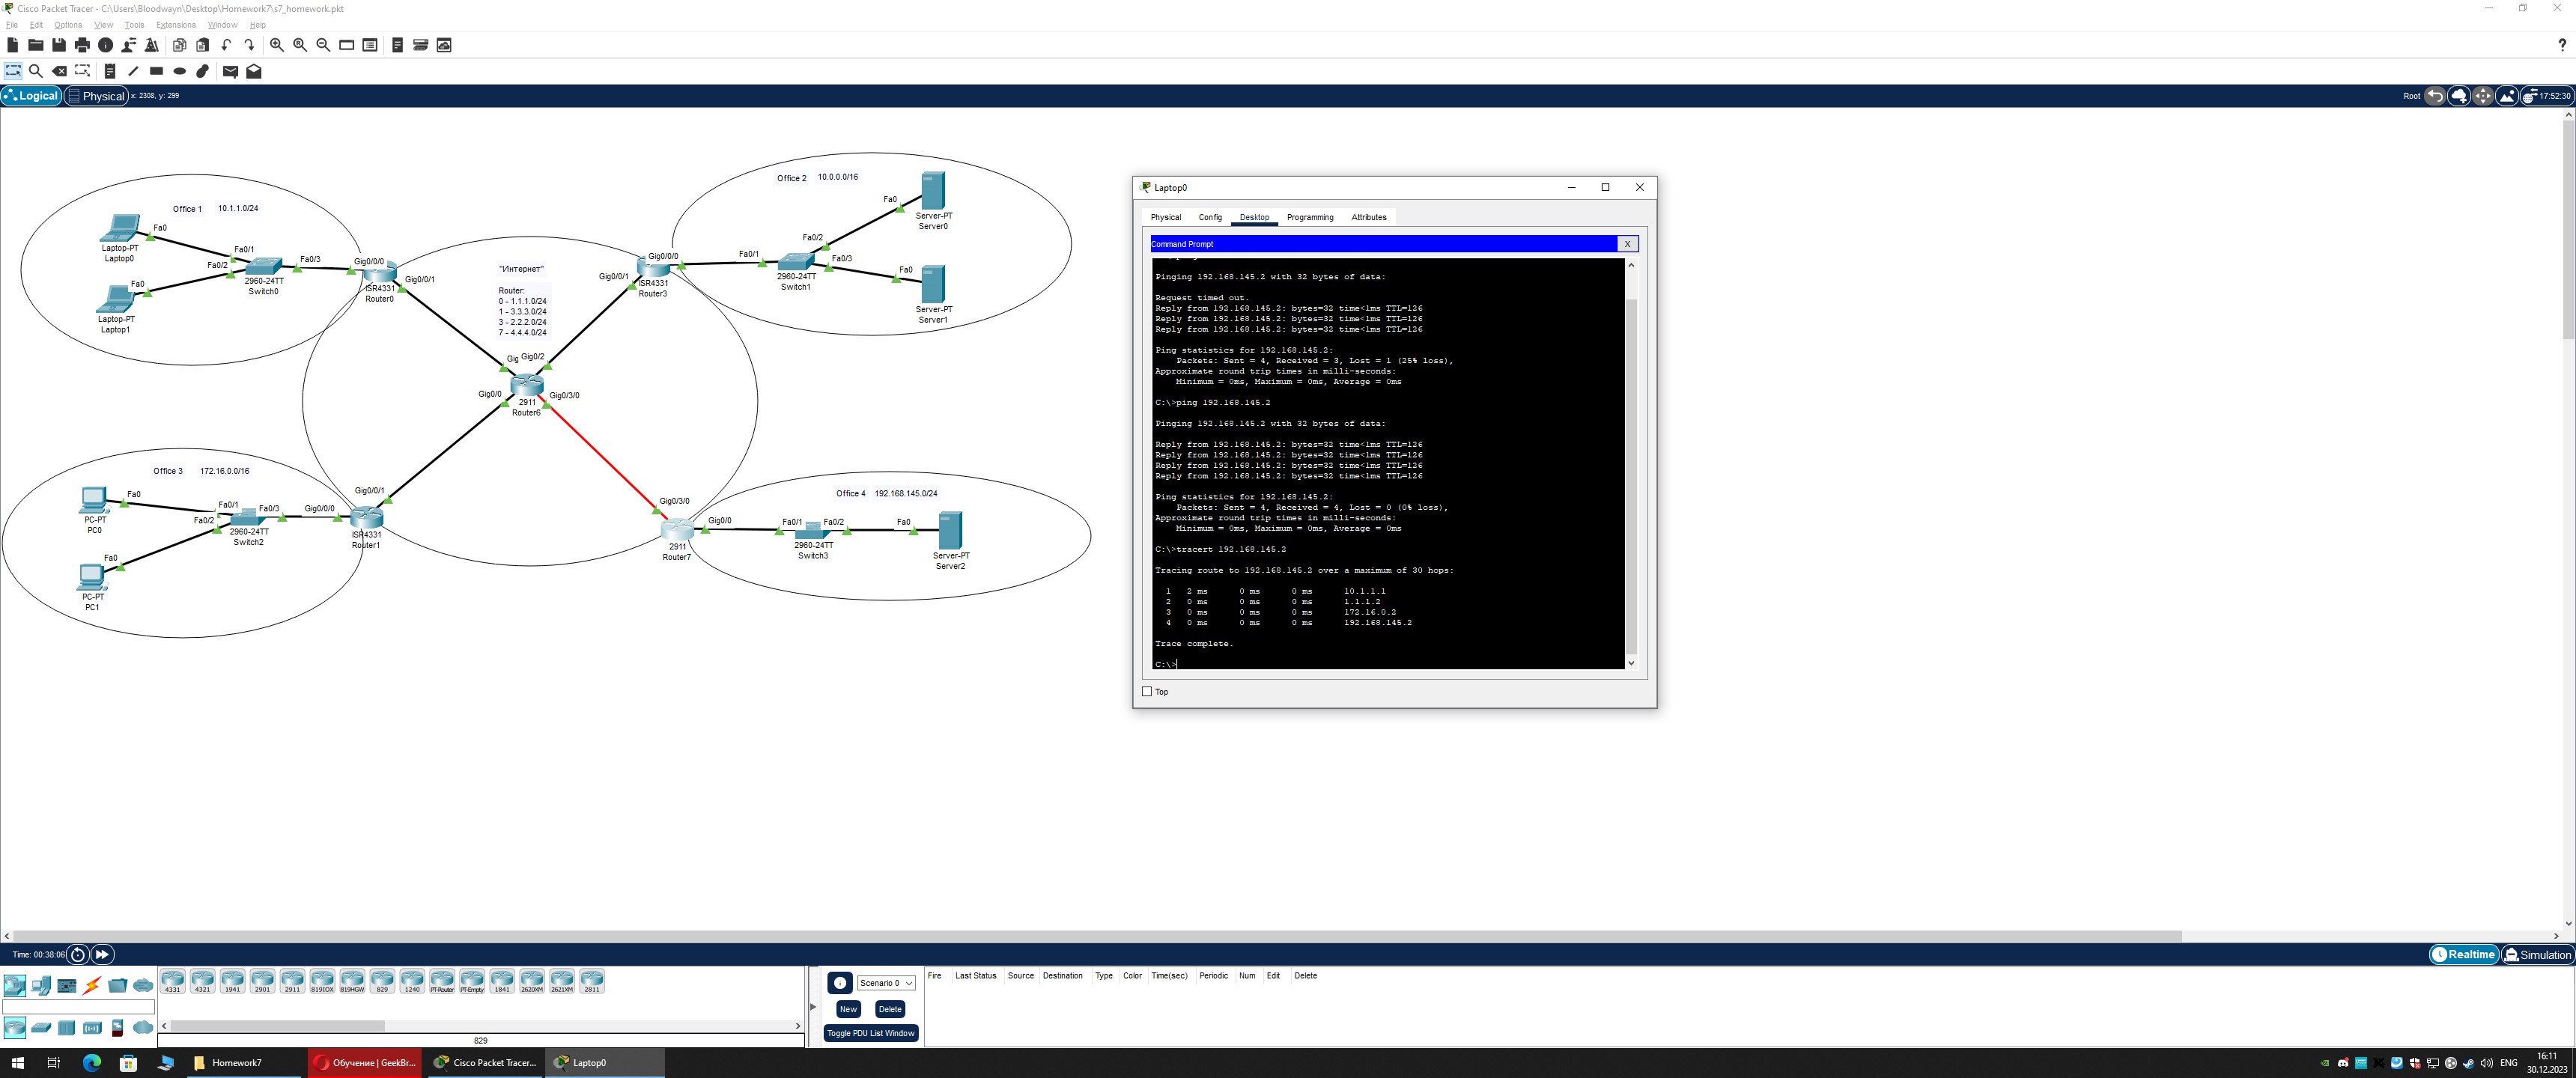 Cisco Packet Tracer - C:\Users\Bloodwayn\Desktop\Homework7\s7_homework.pkt
File Edit Options View Tools Extensions Window Help
Logical Physical x: 2308, y: 299
Root 17:52:30
Office 1 10.1.1.0/24
Fa0
Laptop-PT
Laptop0
Fa0/1
Fa0/2
Fa0/3
2960-24TT
Switch0
Fa0
Laptop-PT
Laptop1
Gig0/0/0
ISR4331
Router0
Gig0/0/1
"Интернет"
Router:
0 - 1.1.1.0/24
1 - 3.3.3.0/24
3 - 2.2.2.0/24
7 - 4.4.4.0/24
Office 2 10.0.0.0/16
Gig0/0/0
Gig0/0/1
ISR4331
Router3
Fa0/1
Fa0/2
Fa0/3
2960-24TT
Switch1
Fa0
Server-PT
Server0
Fa0
Server-PT
Server1
Gig Gig0/2
Gig0/0
Gig0/3/0
2911
Router6
Office 3 172.16.0.0/16
Fa0
PC-PT
PC0
Fa0/1
Fa0/2
Fa0/3
2960-24TT
Switch2
Fa0
PC-PT
PC1
Gig0/0/0
Gig0/0/1
ISR4331
Router1
Office 4 192.168.145.0/24
Gig0/3/0
Gig0/0
2911
Router7
Fa0/1
Fa0/2
2960-24TT
Switch3
Fa0
Server-PT
Server2
Laptop0
Physical Config Desktop Programming Attributes
Command Prompt X
Pinging 192.168.145.2 with 32 bytes of data:
Request timed out.
Reply from 192.168.145.2: bytes=32 time<1ms TTL=126
Reply from 192.168.145.2: bytes=32 time<1ms TTL=126
Reply from 192.168.145.2: bytes=32 time<1ms TTL=126
Ping statistics for 192.168.145.2:
Packets: Sent = 4, Received = 3, Lost = 1 (25% loss),
Approximate round trip times in milli-seconds:
Minimum = 0ms, Maximum = 0ms, Average = 0ms
C:\>ping 192.168.145.2
Pinging 192.168.145.2 with 32 bytes of data:
Reply from 192.168.145.2: bytes=32 time<1ms TTL=126
Reply from 192.168.145.2: bytes=32 time<1ms TTL=126
Reply from 192.168.145.2: bytes=32 time<1ms TTL=126
Reply from 192.168.145.2: bytes=32 time<1ms TTL=126
Ping statistics for 192.168.145.2:
Packets: Sent = 4, Received = 4, Lost = 0 (0% loss),
Approximate round trip times in milli-seconds:
Minimum = 0ms, Maximum = 0ms, Average = 0ms
C:\>tracert 192.168.145.2
Tracing route to 192.168.145.2 over a maximum of 30 hops:
1 2 ms 0 ms 0 ms 10.1.1.1
2 0 ms 0 ms 0 ms 1.1.1.2
3 0 ms 0 ms 0 ms 172.16.0.2
4 0 ms 0 ms 0 ms 192.168.145.2
Trace complete.
C:\>
Top
Time: 00:38:06
Realtime Simulation
4331 4321 1941 2901 2911 819IOX 819HGW 829 1240 PT-Router PT-Empty 1841 2620XM 2621XM 2811
829
Scenario 0
New Delete
Toggle PDU List Window
Fire Last Status Source Destination Type Color Time(sec) Periodic Num Edit Delete
Homework7
Обучение | GeekBr...
Cisco Packet Tracer...
Laptop0
ENG
16:11
30.12.2023